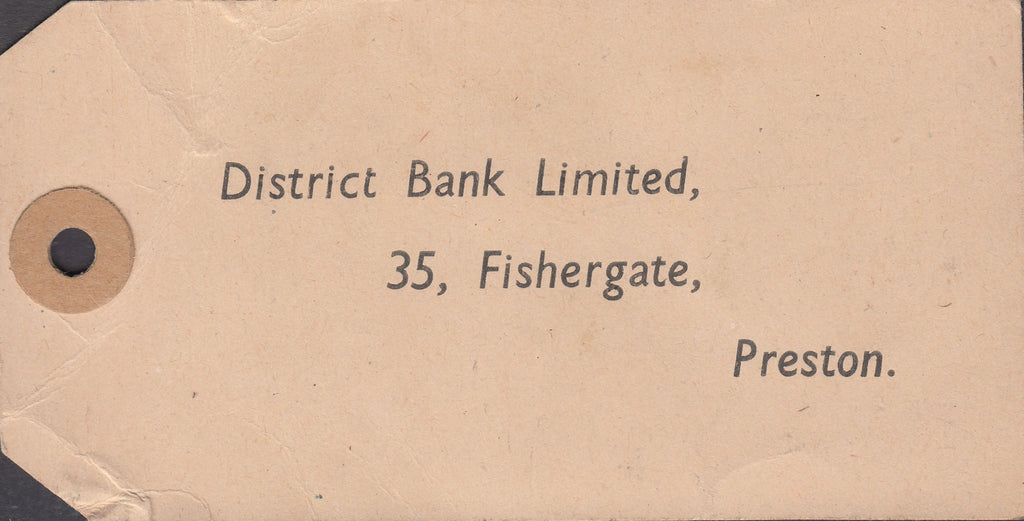 District Bank Limited,
35, Fishergate,
Preston.